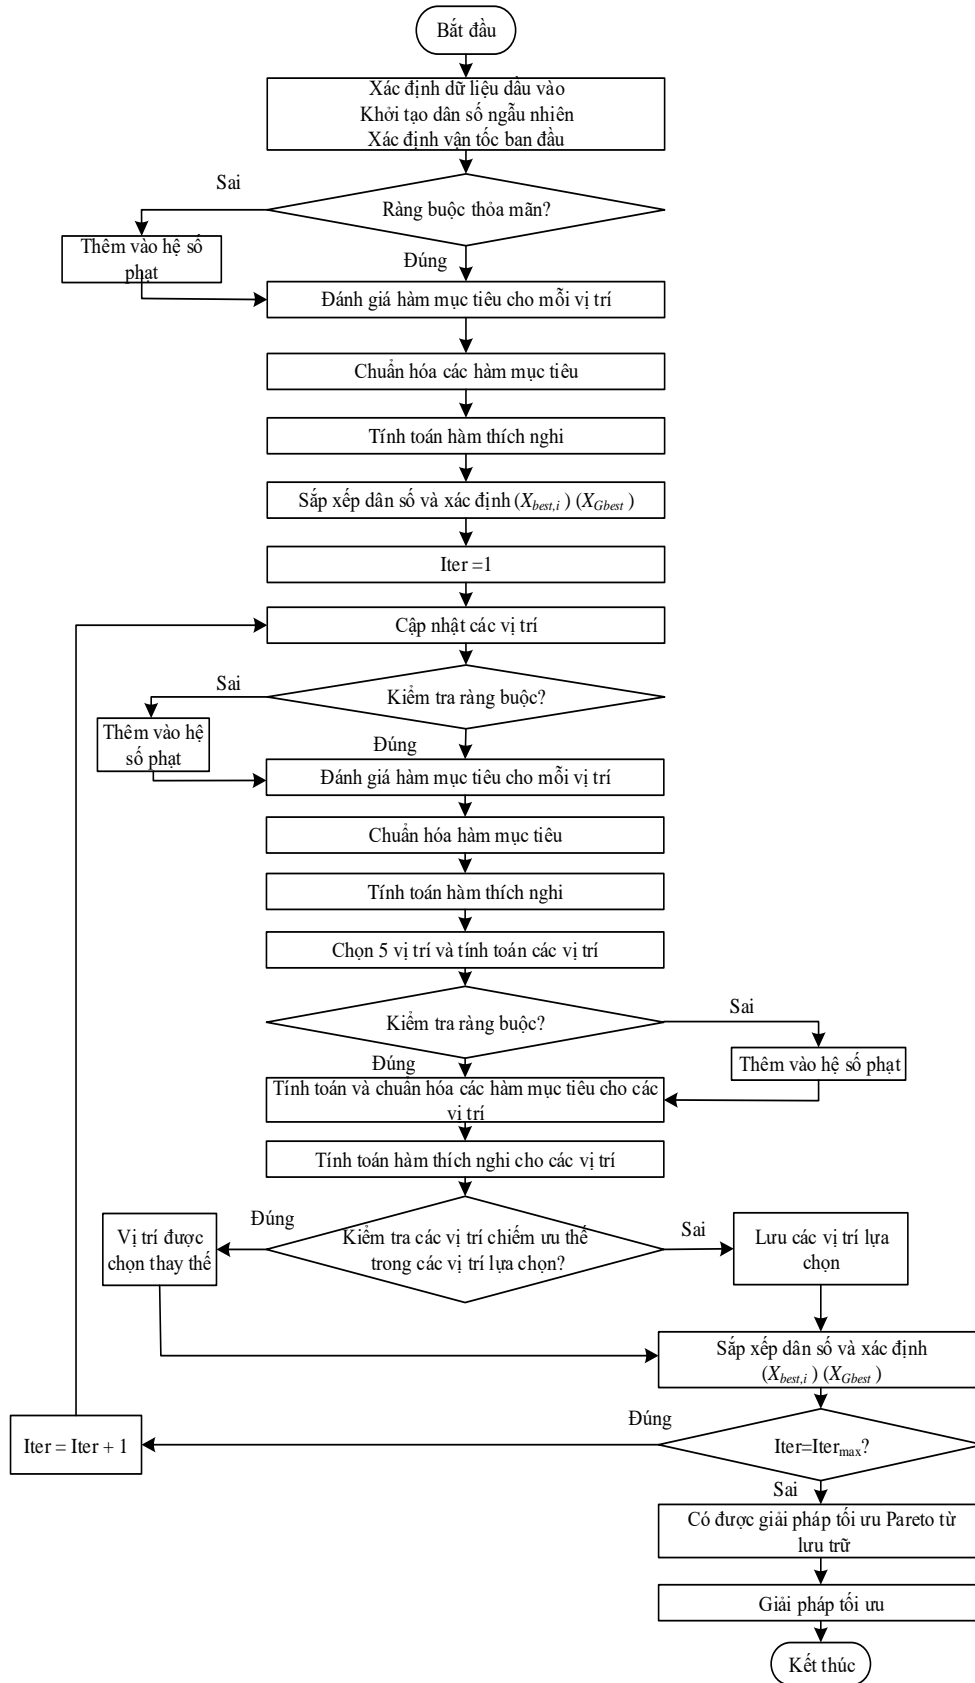 Bắt đầu
Xác định dữ liệu dầu vào
Khởi tạo dân số ngẫu nhiên
Xác định vận tốc ban đầu
Sai
Ràng buộc thỏa mãn?
Thêm vào hệ số
phạt
Đúng
Đánh giá hàm mục tiêu cho mỗi vị trí
Chuẩn hóa các hàm mục tiêu
Tính toán hàm thích nghi
Sắp xếp dân số và xác định (X_best,i ) (X_Gbest )
Iter =1
Cập nhật các vị trí
Sai
Kiểm tra ràng buộc?
Thêm vào hệ
số phạt
Đúng
Đánh giá hàm mục tiêu cho mỗi vị trí
Chuẩn hóa hàm mục tiêu
Tính toán hàm thích nghi
Chọn 5 vị trí và tính toán các vị trí
Sai
Kiểm tra ràng buộc?
Thêm vào hệ số phạt
Đúng
Tính toán và chuẩn hóa các hàm mục tiêu cho các
vị trí
Tính toán hàm thích nghi cho các vị trí
Đúng
Kiểm tra các vị trí chiếm ưu thế
trong các vị trí lựa chọn?
Sai
Vị trí được
chọn thay thế
Lưu các vị trí lựa
chọn
Sắp xếp dân số và xác định
(X_best,i ) (X_Gbest )
Đúng
Iter = Iter + 1
Iter=Iter_max?
Sai
Có được giải pháp tối ưu Pareto từ
lưu trữ
Giải pháp tối ưu
Kết thúc